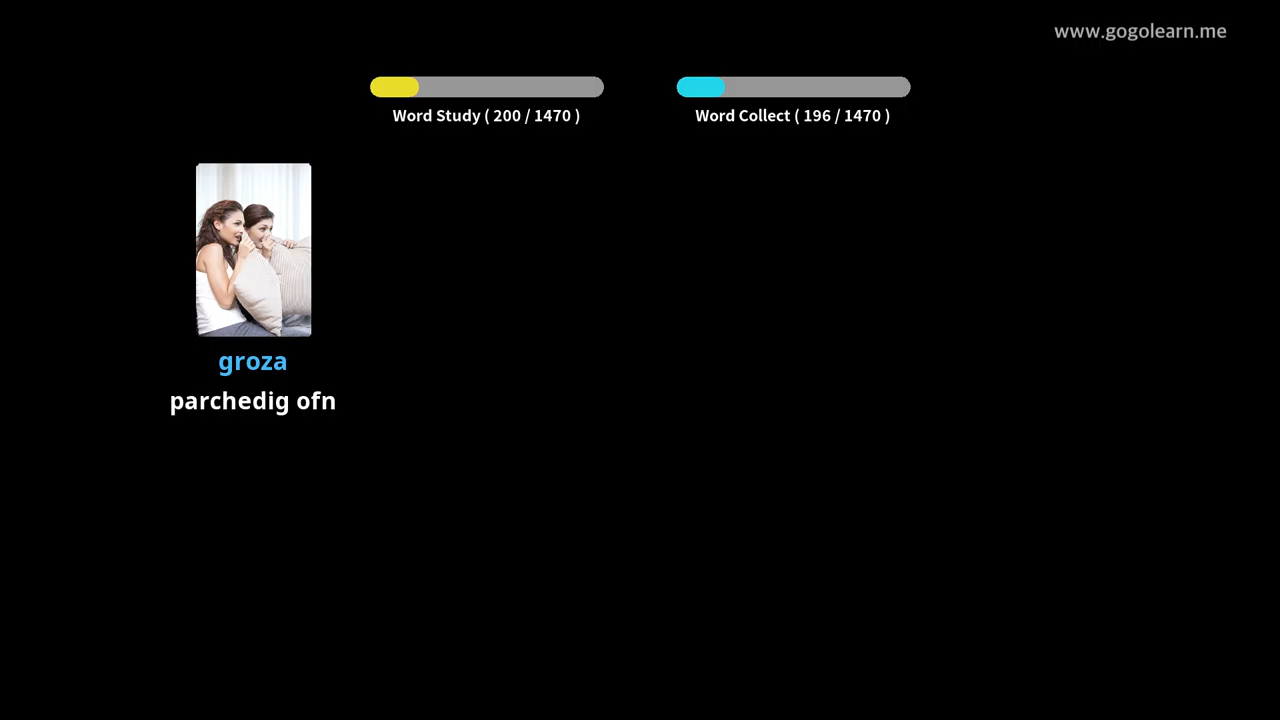 www.gogolearn.me
Word Study ( 200 / 1470 )
Word Collect ( 196 / 1470 )
groza
parchedig ofn